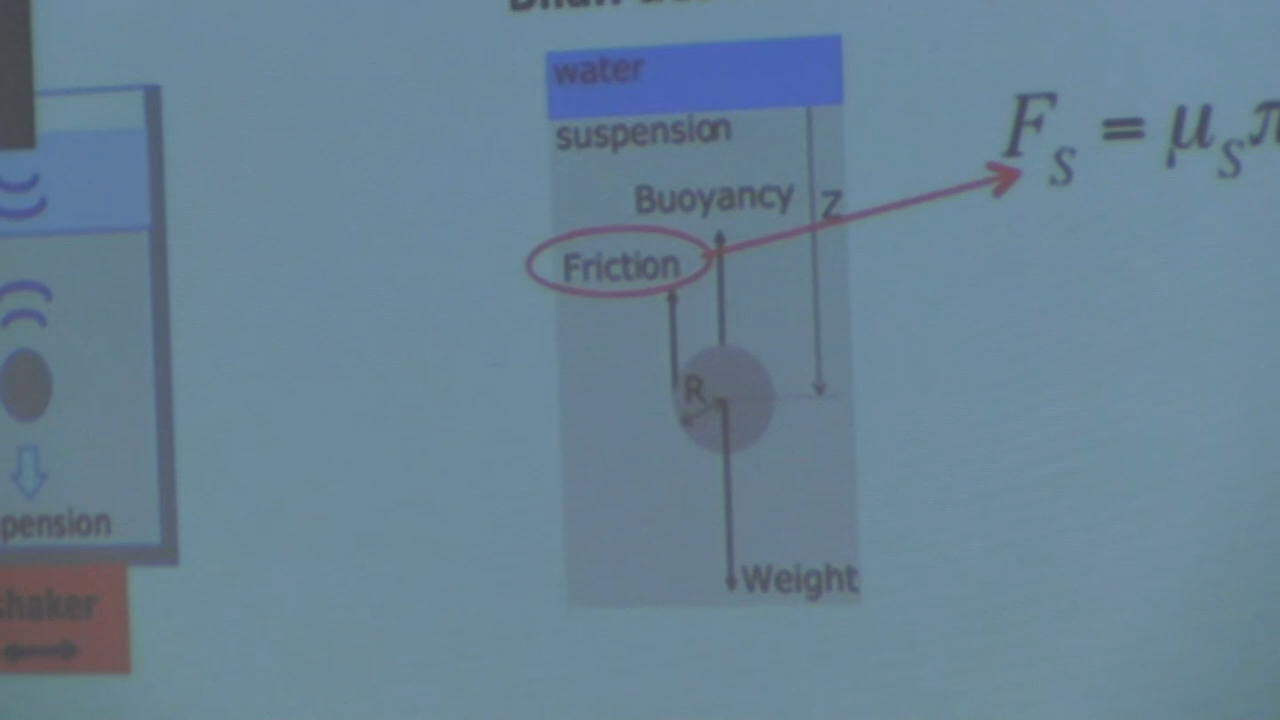 water
suspension
Buoyancy
Z
Friction
R
Weight
F_S = μ_S π
pension
shaker